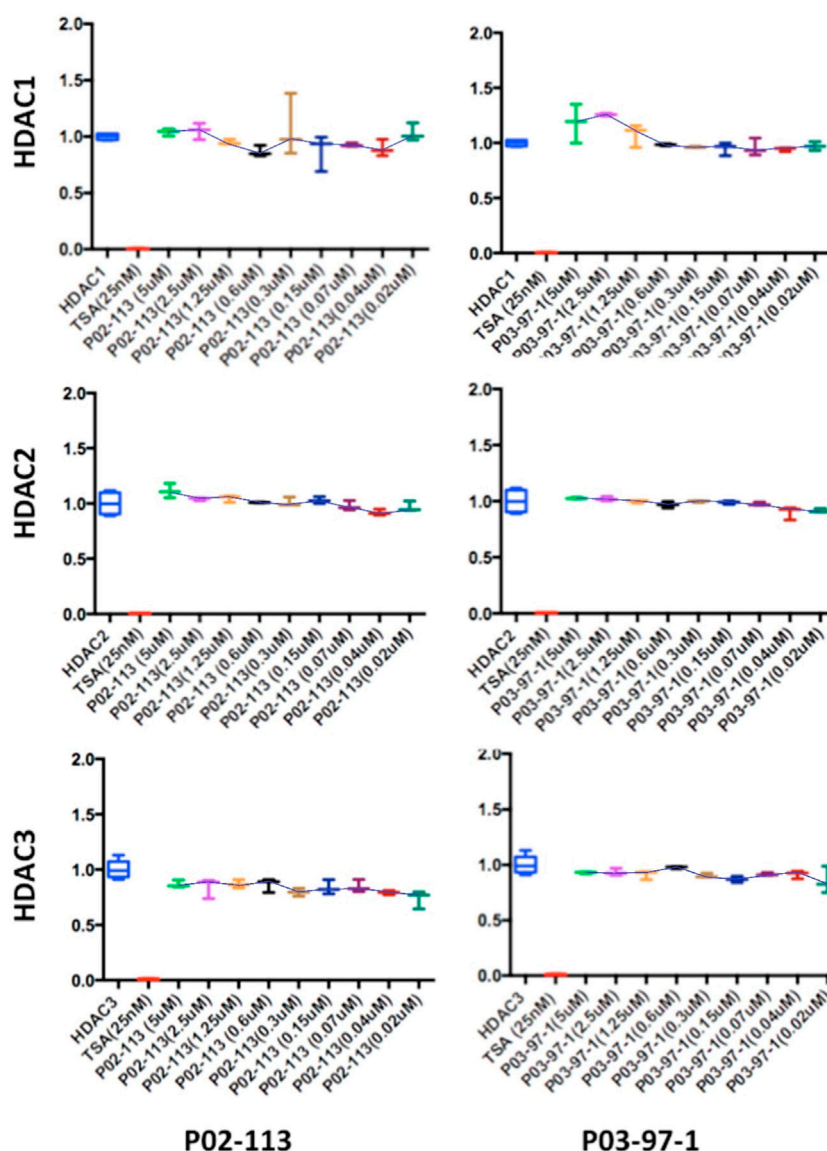 HDAC1
2.0
1.5
1.0
0.5
0.0
HDAC1
TSA(25nM)
P02-113 (5uM)
P02-113(2.5uM)
P02-113(1.25uM)
P02-113 (0.6uM)
P02-113(0.3uM)
P02-113 (0.15uM)
P02-113 (0.07uM)
P02-113(0.04uM)
P02-113(0.02uM)
2.0
1.5
1.0
0.5
0.0
HDAC1
TSA (25nM)
P03-97-1(5uM)
P03-97-1(2.5uM)
P03-97-1(1.25uM)
P03-97-1(0.6uM)
P03-97-1(0.3uM)
P03-97-1(0.15uM)
P03-97-1(0.07uM)
P03-97-1(0.04uM)
P03-97-1(0.02uM)
HDAC2
2.0
1.5
1.0
0.5
0.0
HDAC2
TSA(25nM)
P02-113 (5uM)
P02-113(2.5uM)
P02-113(1.25uM)
P02-113 (0.6uM)
P02-113(0.3uM)
P02-113 (0.15uM)
P02-113 (0.07uM)
P02-113(0.04uM)
P02-113(0.02uM)
2.0
1.5
1.0
0.5
0.0
HDAC2
TSA(25nM)
P03-97-1(5uM)
P03-97-1(2.5uM)
P03-97-1(1.25uM)
P03-97-1(0.6uM)
P03-97-1(0.3uM)
P03-97-1(0.15uM)
P03-97-1(0.07uM)
P03-97-1(0.04uM)
P03-97-1(0.02uM)
HDAC3
2.0
1.5
1.0
0.5
0.0
HDAC3
TSA(25nM)
P02-113 (5uM)
P02-113(2.5uM)
P02-113(1.25uM)
P02-113 (0.6uM)
P02-113(0.3uM)
P02-113 (0.15uM)
P02-113 (0.07uM)
P02-113(0.04uM)
P02-113(0.02uM)
2.0
1.5
1.0
0.5
0.0
HDAC3
TSA (25nM)
P03-97-1(5uM)
P03-97-1(2.5uM)
P03-97-1(1.25uM)
P03-97-1(0.6uM)
P03-97-1(0.3uM)
P03-97-1(0.15uM)
P03-97-1(0.07uM)
P03-97-1(0.04uM)
P03-97-1(0.02uM)
P02-113
P03-97-1